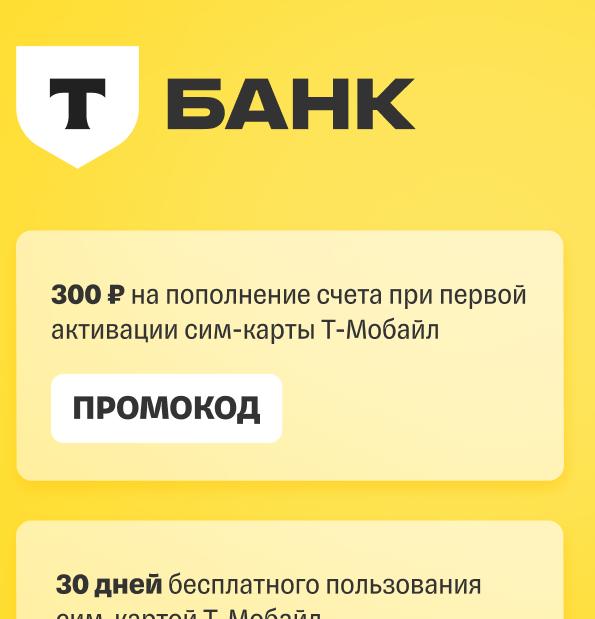 Т БАНК
300 ₽ на пополнение счета при первой
активации сим-карты Т-Мобайл
ПРОМОКОД
30 дней бесплатного пользования
сим-картой Т-Мобайл